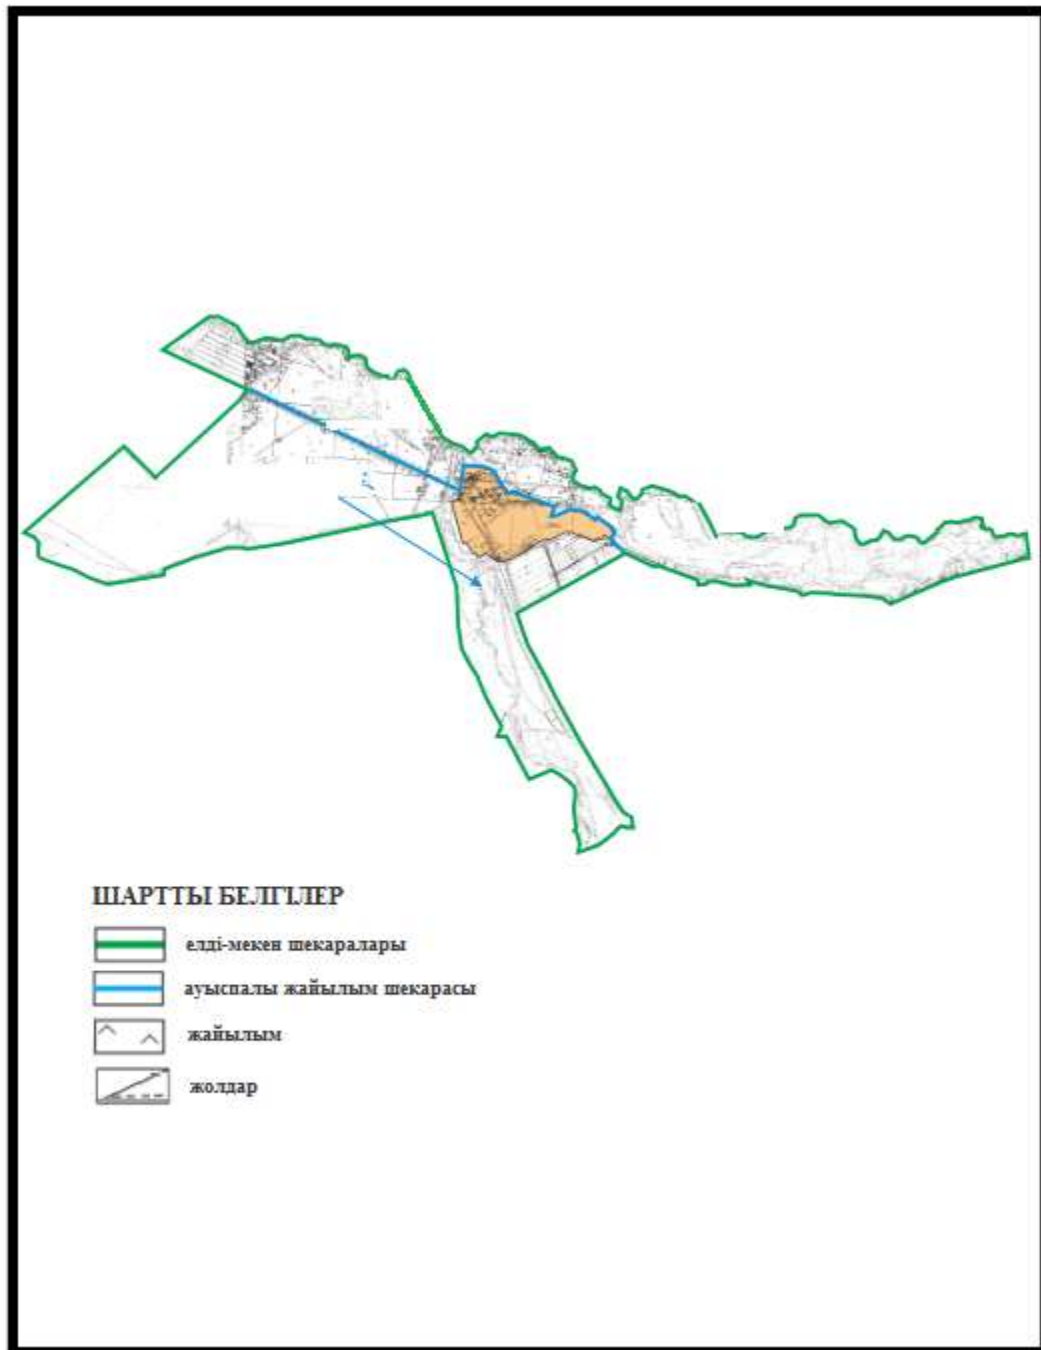 ШАРТТЫ БЕЛГІЛЕР
елді-мекен шекаралары
ауыспалы жайылым шекарасы
жайылым
жолдар